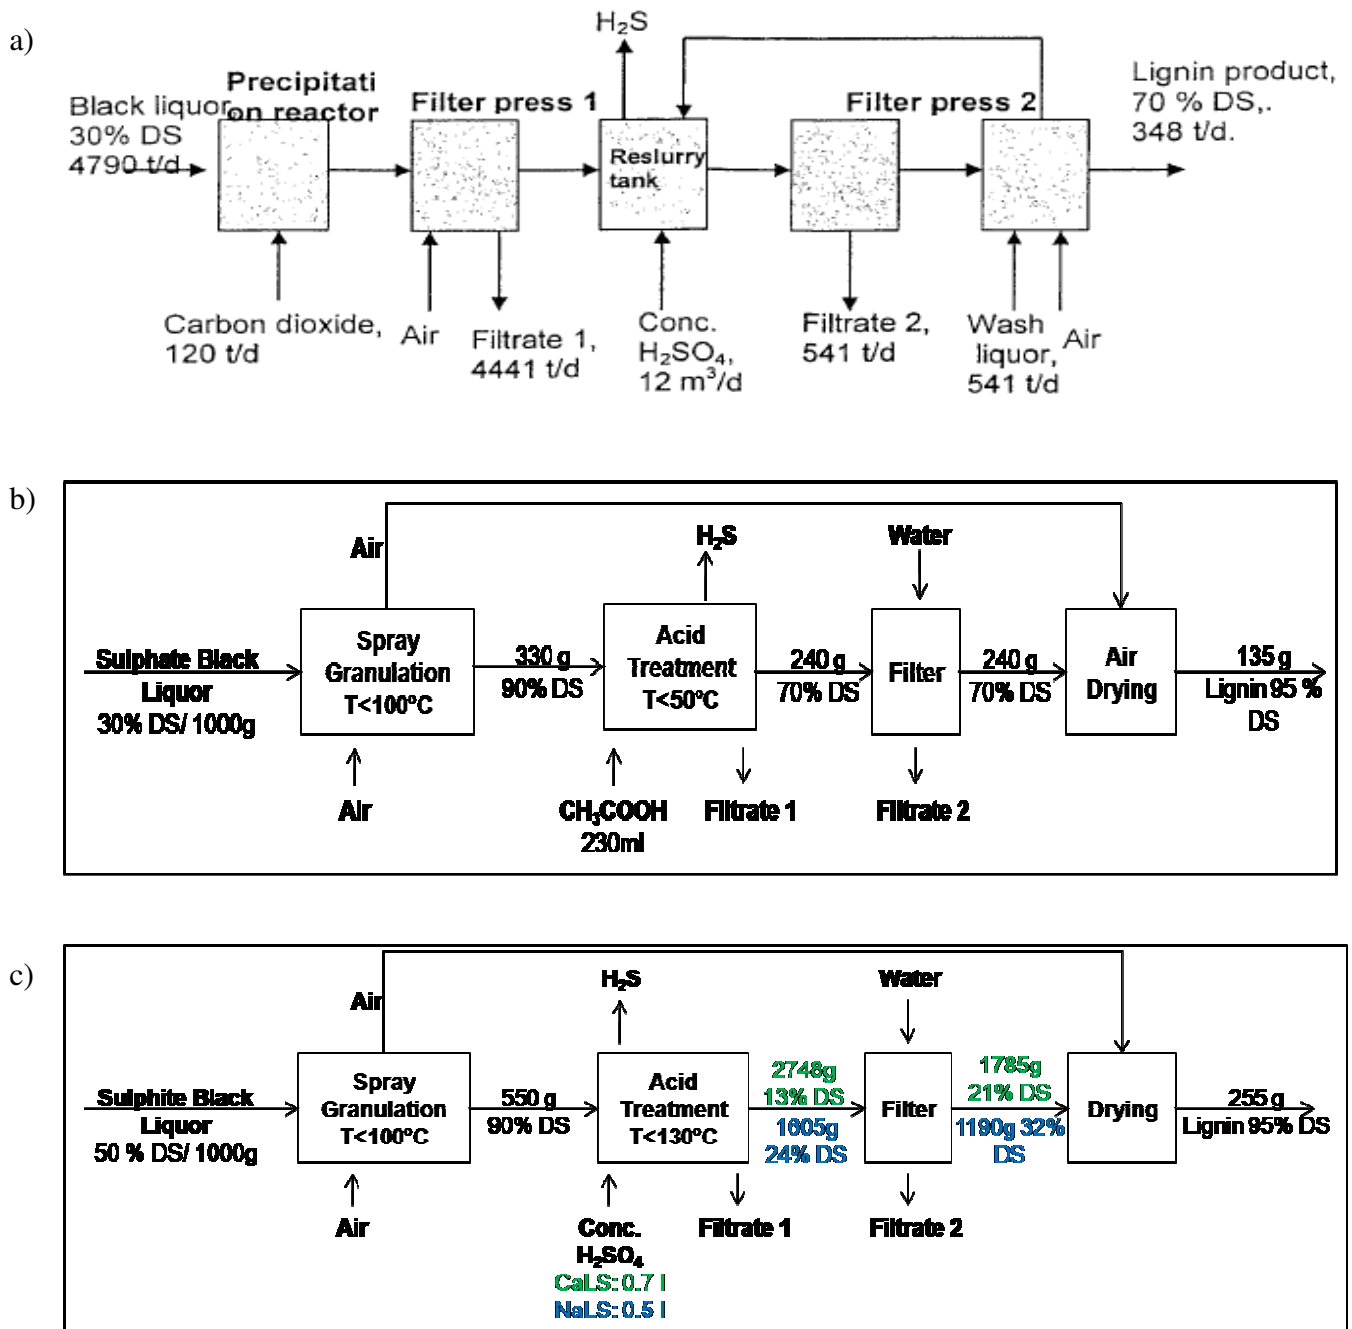 a)
H₂S
Precipitati
on reactor
Black liquor
30% DS
4790 t/d
Filter press 1
Reslurry
tank
Filter press 2
Lignin product,
70 % DS,.
348 t/d.
Carbon dioxide,
120 t/d
Air
Filtrate 1,
4441 t/d
Conc.
H₂SO₄,
12 m³/d
Filtrate 2,
541 t/d
Wash
liquor,
541 t/d
Air
b)
Air
H₂S
Water
Sulphate Black
Liquor
30% DS/ 1000g
Spray
Granulation
T<100ºC
330 g
90% DS
Acid
Treatment
T<50ºC
240 g
70% DS
Filter
240 g
70% DS
Air
Drying
135 g
Lignin 95 %
DS
Air
CH₃COOH
230ml
Filtrate 1
Filtrate 2
c)
Air
H₂S
Water
Sulphite Black
Liquor
50 % DS/ 1000g
Spray
Granulation
T<100ºC
550 g
90% DS
Acid
Treatment
T<130ºC
2748g
13% DS
1605g
24% DS
Filter
1785g
21% DS
1190g 32%
DS
Drying
255 g
Lignin 95% DS
Air
Conc.
H₂SO₄
CaLS: 0.7 l
NaLS: 0.5 l
Filtrate 1
Filtrate 2